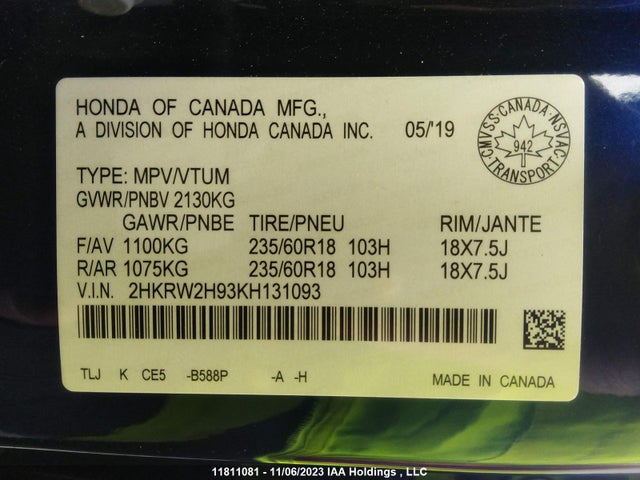 HONDA OF CANADA MFG.,
A DIVISION OF HONDA CANADA INC. 05/'19
CMVSS·CANADA·NSVAC
942
TRANSPORT
TYPE: MPV/VTUM
GVWR/PNBV 2130KG
GAWR/PNBE TIRE/PNEU RIM/JANTE
F/AV 1100KG 235/60R18 103H 18X7.5J
R/AR 1075KG 235/60R18 103H 18X7.5J
V.I.N. 2HKRW2H93KH131093
TLJ K CE5 -B588P -A -H MADE IN CANADA
11811081 - 11/06/2023 IAA Holdings , LLC